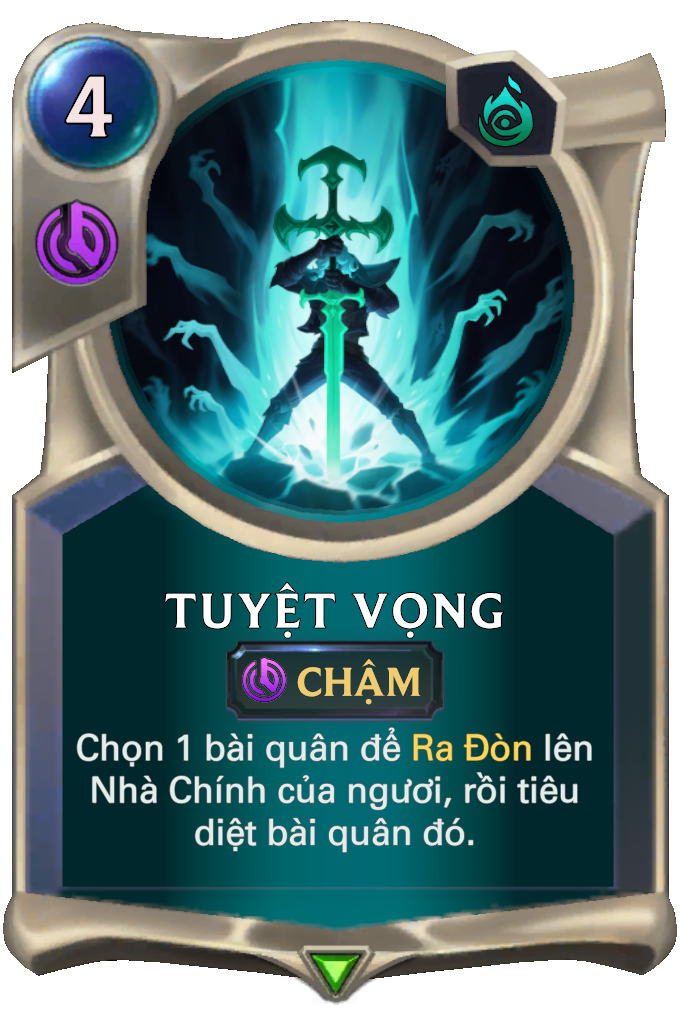 4
TUYỆT VỌNG
CHẬM
Chọn 1 bài quân để Ra Đòn lên
Nhà Chính của ngươi, rồi tiêu
diệt bài quân đó.